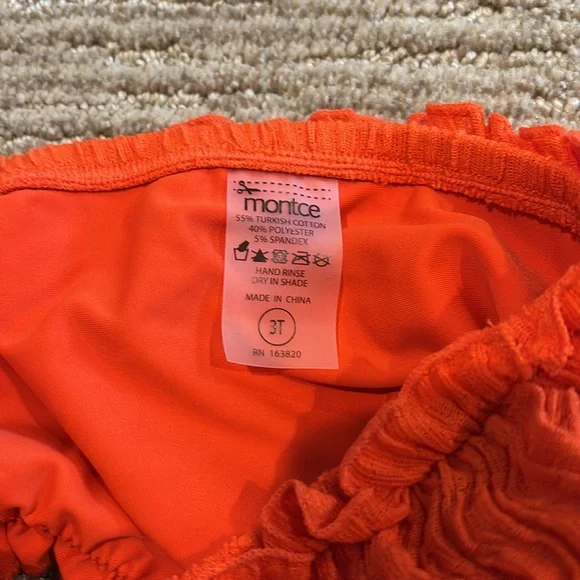 montce
55% TURKISH COTTON
40% POLYESTER
5% SPANDEX
HAND RINSE
DRY IN SHADE
MADE IN CHINA
3T
RN 163820